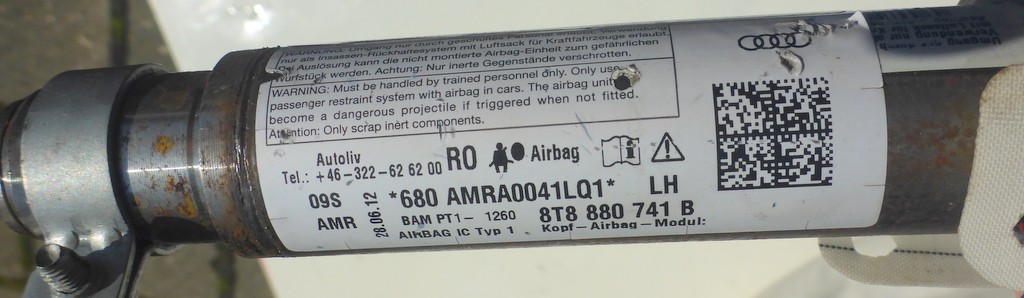 WARNUNG: Umgang nur durch geschultes Personal erlaubt. Verwendung
nur als Insassen-Rückhaltesystem mit Luftsack für Kraftfahrzeuge erlaubt.
Bei Auslösung kann die nicht montierte Airbag-Einheit zum gefährlichen
Wurfstück werden. Achtung: Nur inerte Gegenstände verschrotten.
WARNING: Must be handled by trained personnel only. Only use
passenger restraint system with airbag in cars. The airbag unit
become a dangerous projectile if triggered when not fitted.
Attention: Only scrap inert components.
Autoliv
Tel.: +46-322-62 62 00 RO Airbag
09S *680 AMRA0041LQ1* LH
AMR 28.06.12 BAM PT1- 1260 8T8 880 741 B
AIRBAG IC Typ 1 Kopf-Airbag-Modul: